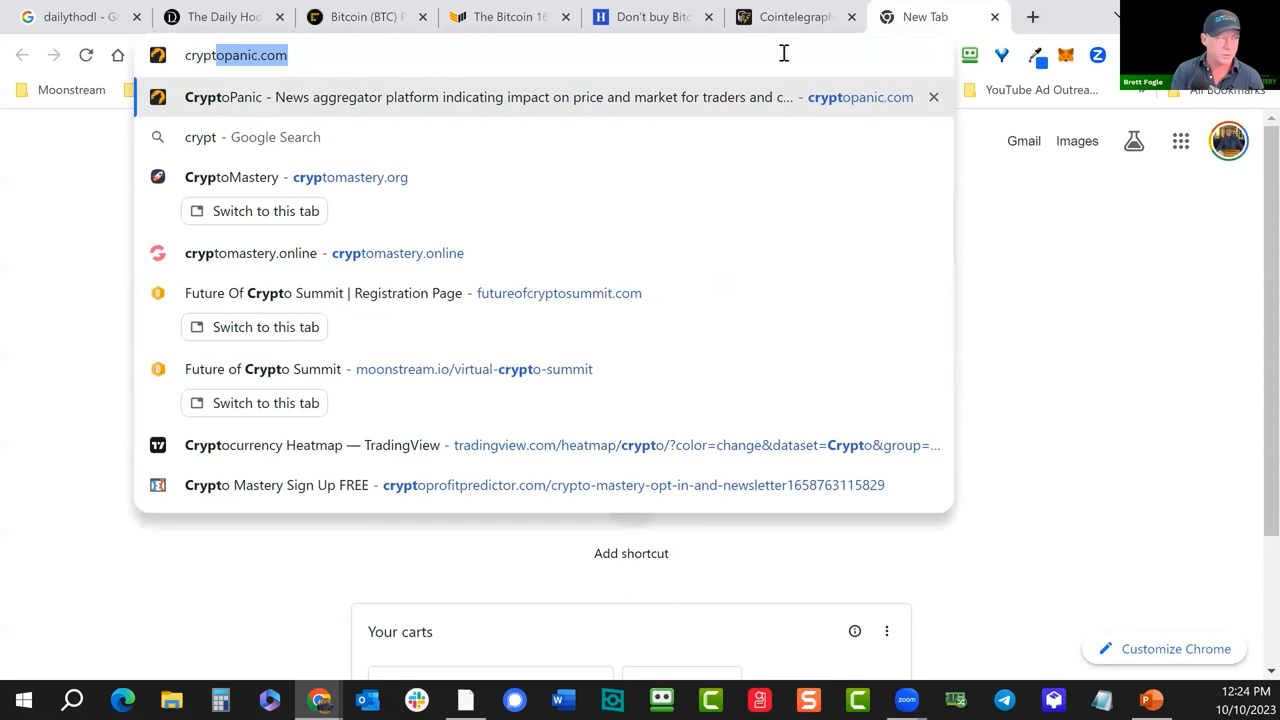 dailythodl - G
The Daily Hod
Bitcoin (BTC) P
The Bitcoin 16
Don't buy Bitc
Cointelegraph
New Tab
cryptopanic.com
Brett Fogle
Moonstream
YouTube Ad Outrea...
All Bookmarks
CryptoPanic - News aggregator platform indicating impact on price and market for traders and c... - cryptopanic.com
crypt - Google Search
Gmail
Images
CryptoMastery - cryptomastery.org
Switch to this tab
cryptomastery.online - cryptomastery.online
Future Of Crypto Summit | Registration Page - futureofcryptosummit.com
Switch to this tab
Future of Crypto Summit - moonstream.io/virtual-crypto-summit
Switch to this tab
Cryptocurrency Heatmap — TradingView - tradingview.com/heatmap/crypto/?color=change&dataset=Crypto&group=...
Crypto Mastery Sign Up FREE - cryptoprofitpredictor.com/crypto-mastery-opt-in-and-newsletter1658763115829
Add shortcut
Your carts
Customize Chrome
12:24 PM
10/10/2023